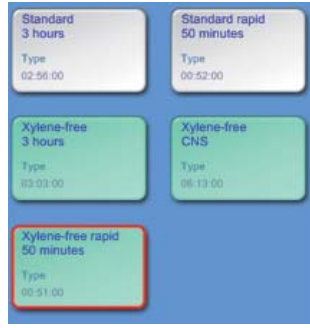 Standard
3 hours
Type
02:56:00
Standard rapid
50 minutes
Type
00:52:00
Xylene-free
3 hours
Type
03:03:00
Xylene-free
CNS
Type
06:13:00
Xylene-free rapid
50 minutes
Type
00:51:00